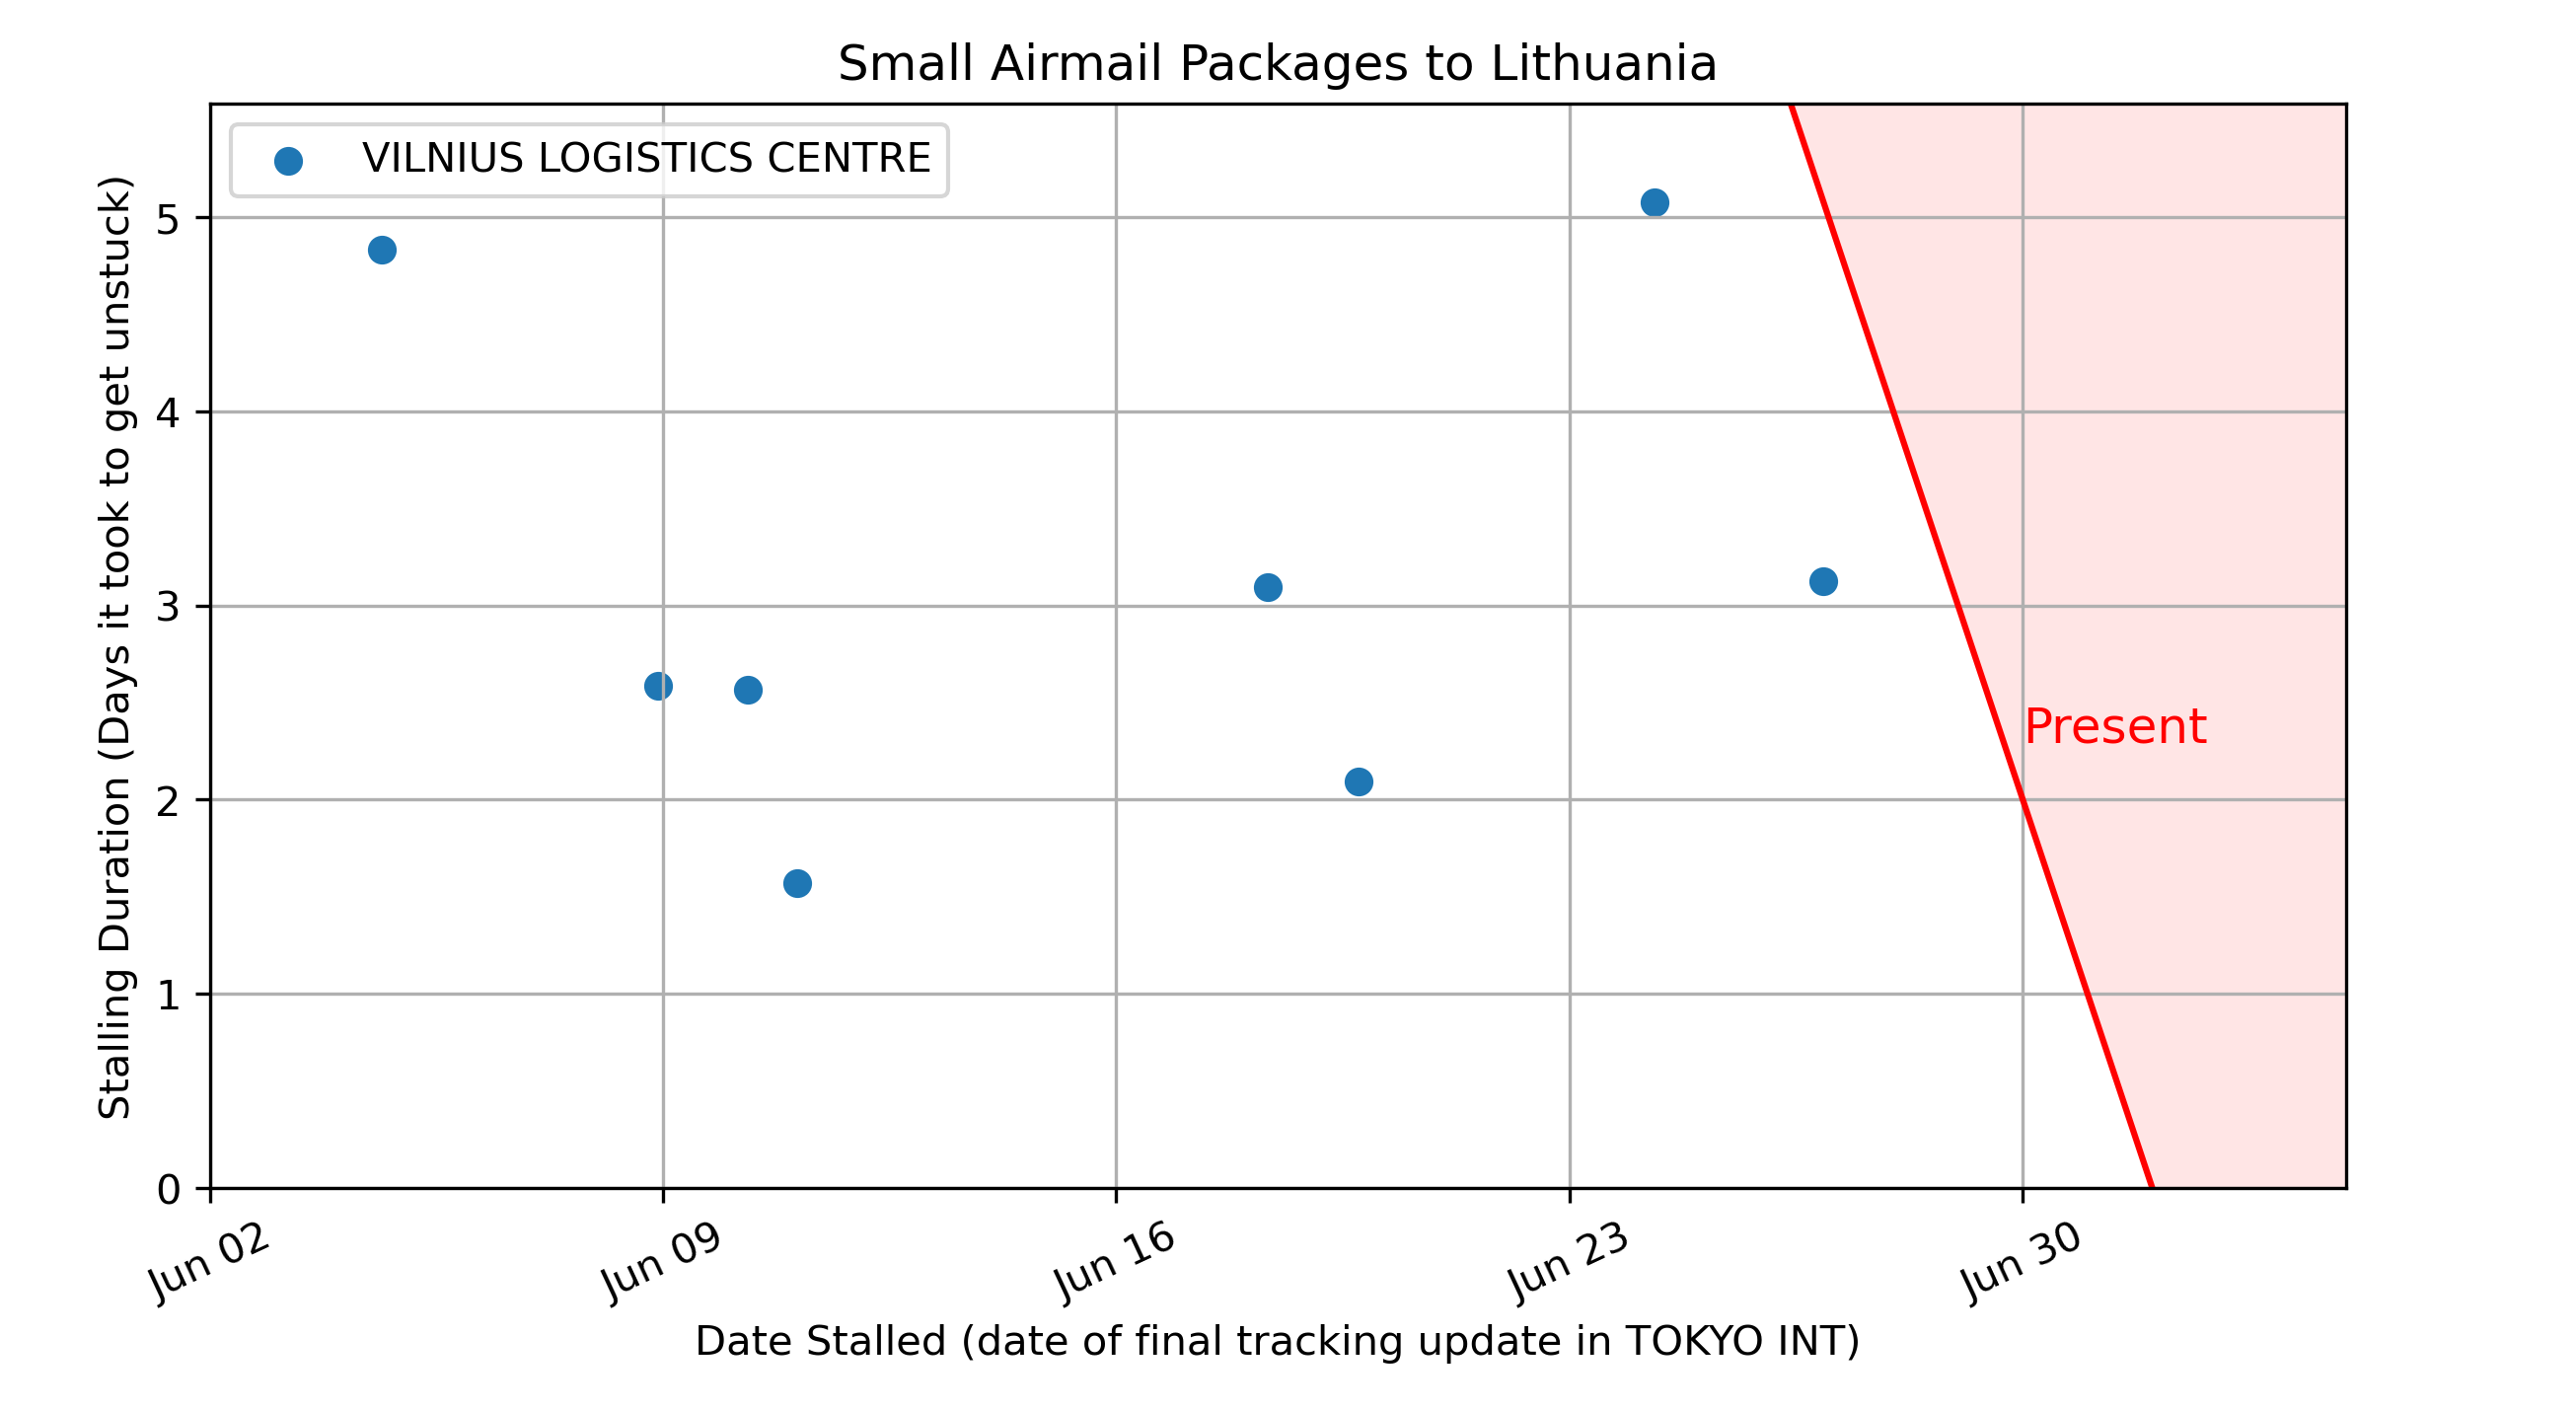 Small Airmail Packages to Lithuania
VILNIUS LOGISTICS CENTRE
Stalling Duration (Days it took to get unstuck)
5
4
3
2
1
0
Present
Jun 02
Jun 09
Jun 16
Jun 23
Jun 30
Date Stalled (date of final tracking update in TOKYO INT)